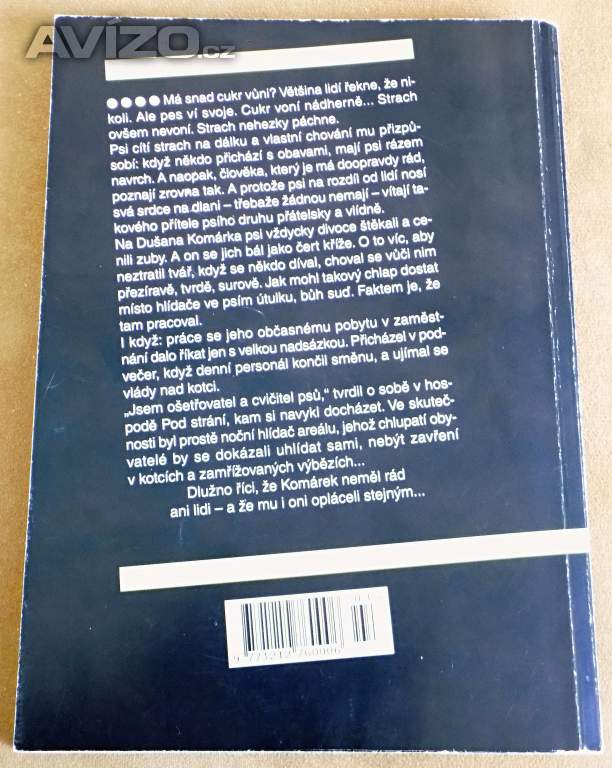 AVÍZO.cz
●●●● Má snad cukr vůni? Většina lidí řekne, že ni-
koli. Ale pes ví svoje. Cukr voní nádherně... Strach
ovšem nevoní. Strach nehezky páchne.
Psi cítí strach na dálku a vlastní chování mu přizpů-
sobí: když někdo přichází s obavami, mají psi rázem
navrch. A naopak, člověka, který je má doopravdy rád,
poznají zrovna tak. A protože psi na rozdíl od lidí nosí
svá srdce na dlani – třebaže žádnou nemají – vítají ta-
kového přítele psího druhu přátelsky a vlídně.
Na Dušana Komárka psi vždycky divoce štěkali a ce-
nili zuby. A on se jich bál jako čert kříže. O to víc, aby
neztratil tvář, když se někdo díval, choval se vůči nim
přezíravě, tvrdě, surově. Jak mohl takový chlap dostat
místo hlídače ve psím útulku, bůh suď. Faktem je, že
tam pracoval.
I když: práce se jeho občasnému pobytu v zaměst-
nání dalo říkat jen s velkou nadsázkou. Přicházel v pod-
večer, když denní personál končil směnu, a ujímal se
vlády nad kotci.
„Jsem ošetřovatel a cvičitel psů,“ tvrdil o sobě v hos-
podě Pod strání, kam si navykl docházet. Ve skuteč-
nosti byl prostě noční hlídač areálu, jehož chlupatí oby-
vatelé by se dokázali uhlídat sami, nebýt zavření
v kotcích a zamřížovaných výbězích...
Dlužno říci, že Komárek neměl rád
ani lidi – a že mu i oni opláceli stejným...
03
9 771212 760006